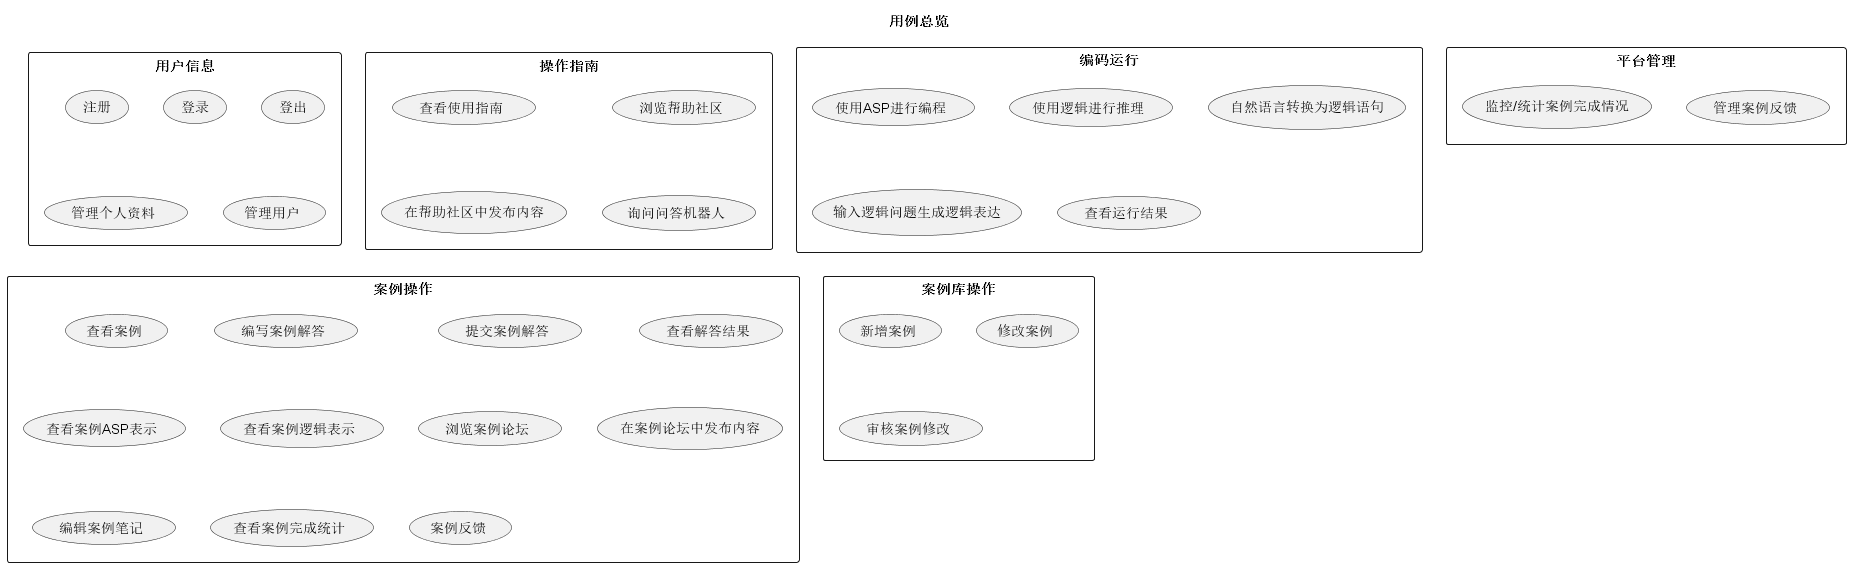 用例总览
用户信息
注册
登录
登出
管理个人资料
管理用户
操作指南
查看使用指南
浏览帮助社区
在帮助社区中发布内容
询问问答机器人
编码运行
使用ASP进行编程
使用逻辑进行推理
自然语言转换为逻辑语句
输入逻辑问题生成逻辑表达
查看运行结果
平台管理
监控/统计案例完成情况
管理案例反馈
案例操作
查看案例
编写案例解答
提交案例解答
查看解答结果
查看案例ASP表示
查看案例逻辑表示
浏览案例论坛
在案例论坛中发布内容
编辑案例笔记
查看案例完成统计
案例反馈
案例库操作
新增案例
修改案例
审核案例修改